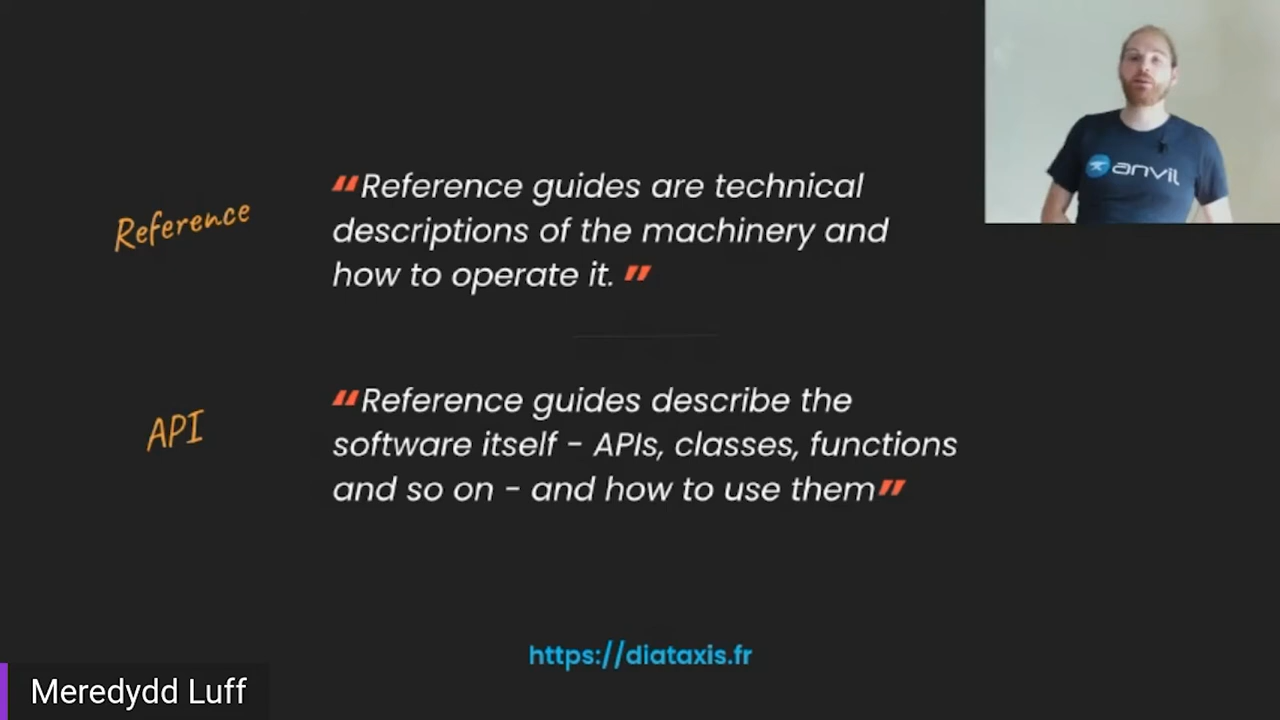 Reference
"Reference guides are technical
descriptions of the machinery and
how to operate it. "
API
"Reference guides describe the
software itself - APIs, classes, functions
and so on - and how to use them"
https://diataxis.fr
anvil
Meredydd Luff